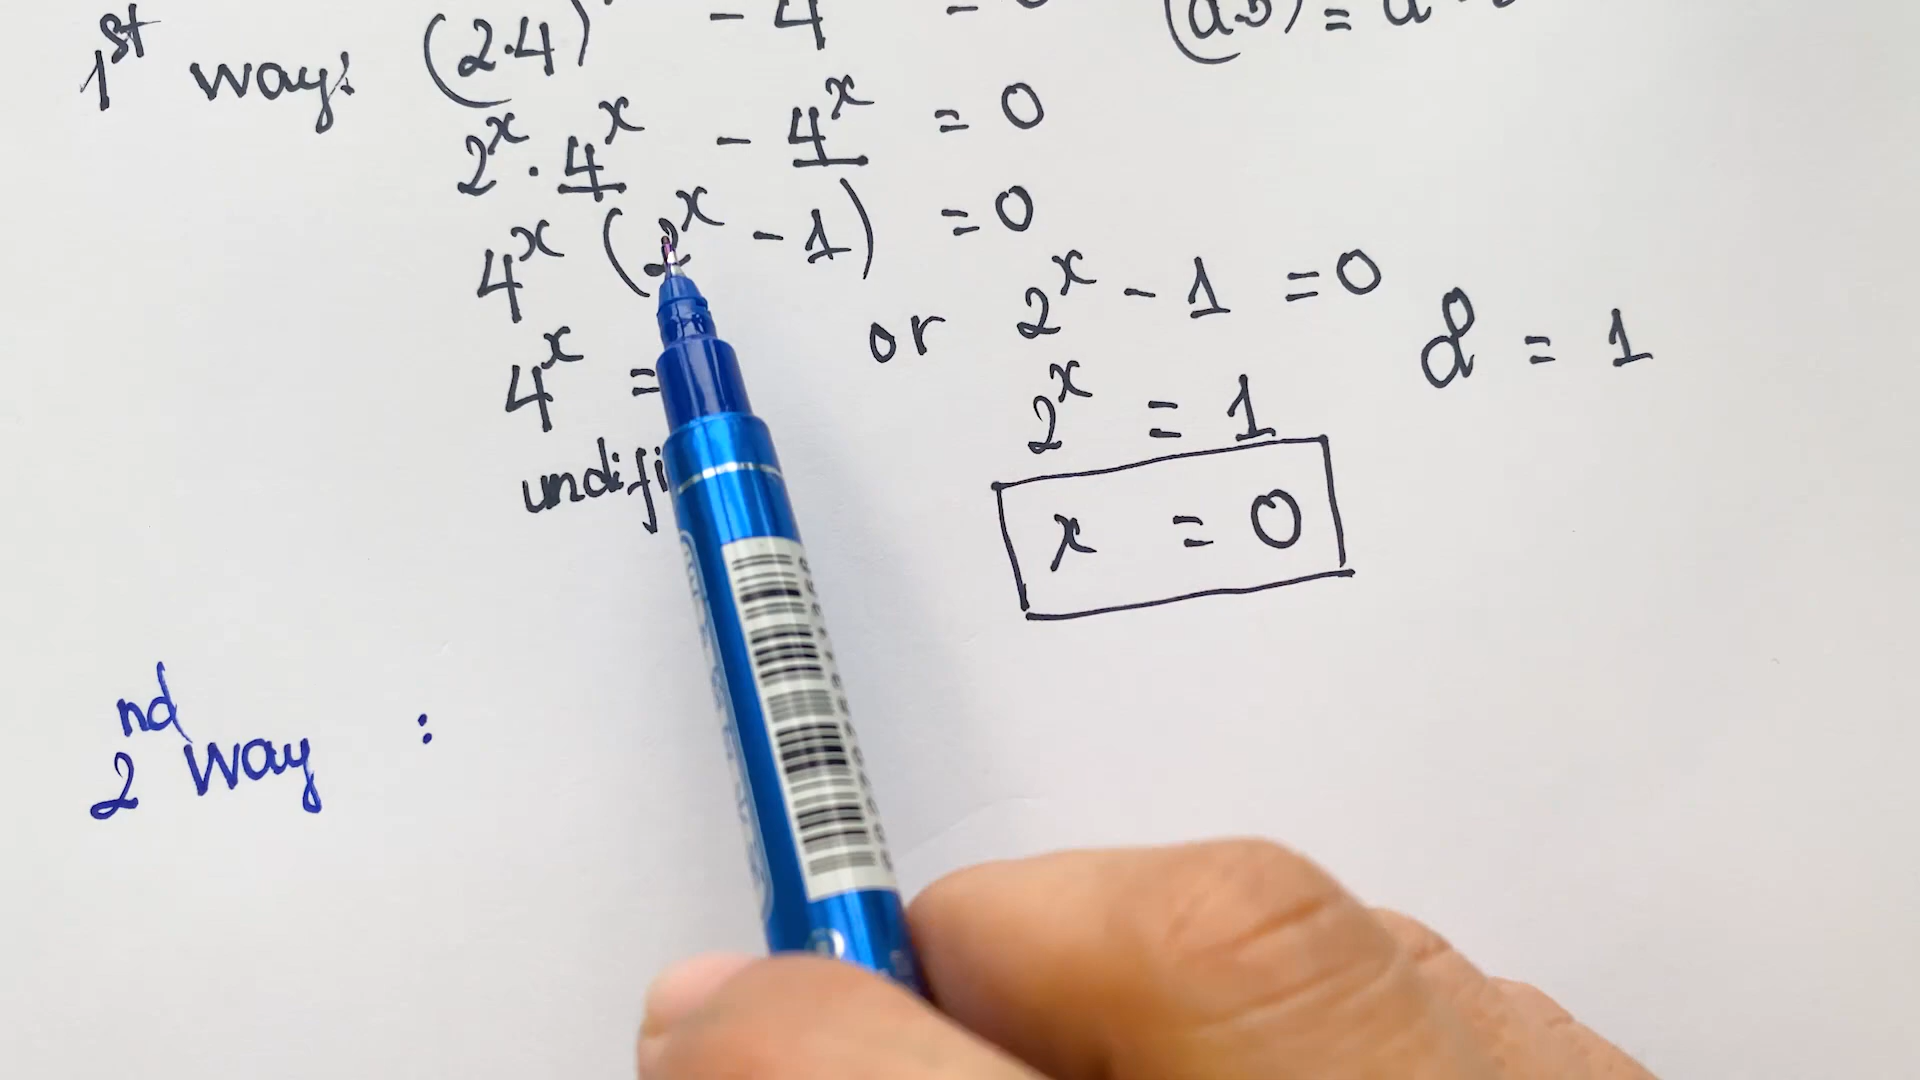 1st way: (2.4) - 4 =
(a.b) = a
2^x . 4^x - 4^x = 0
4^x (2^x - 1) = 0
4^x = or 2^x - 1 = 0
2^x = 1
undifi
x = 0
2nd way :